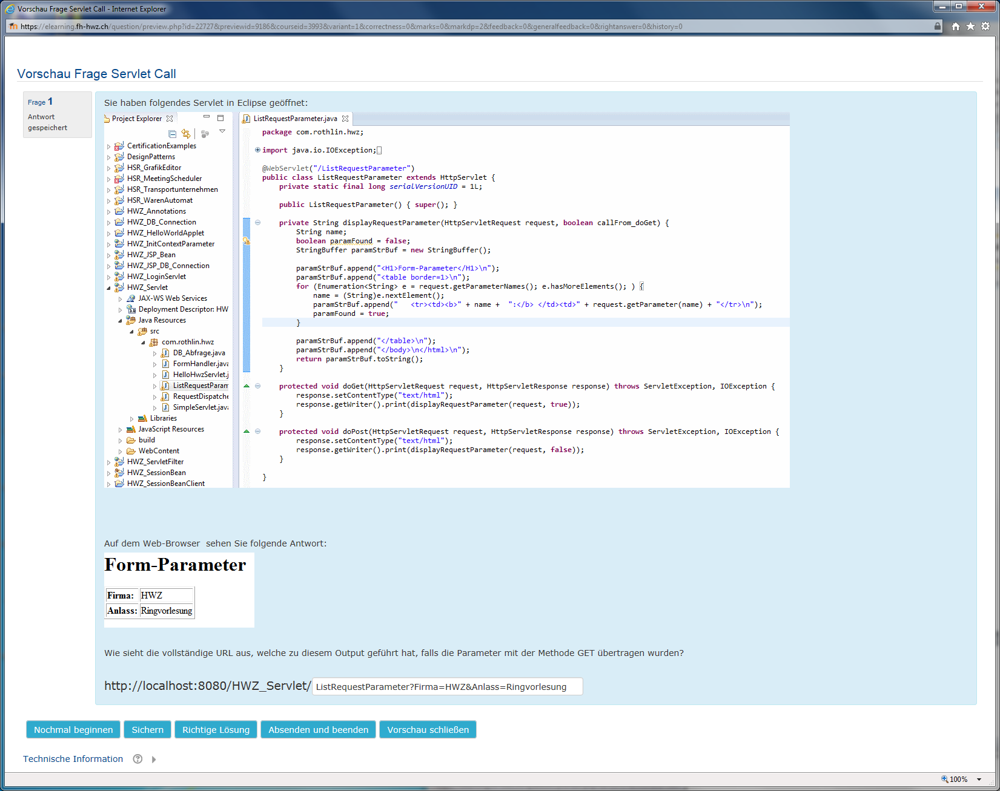 Vorschau Frage Servlet Call - Internet Explorer
https://elearning.fh-hwz.ch/question/preview.php?id=22727&previewid=9186&courseid=3993&variant=1&correctness=0&marks=0&markdp=2&feedback=0&generalfeedback=0&rightanswer=0&history=0
Vorschau Frage Servlet Call
Frage 1
Antwort
gespeichert
Sie haben folgendes Servlet in Eclipse geöffnet:
Project Explorer
CertificationExamples
DesignPatterns
HSR_GrafikEditor
HSR_MeetingScheduler
HSR_Transportunternehmen
HSR_WarenAutomat
HWZ_Annotations
HWZ_DB_Connection
HWZ_HelloWorldApplet
HWZ_InitContextParameter
HWZ_JSP_Bean
HWZ_JSP_DB_Connection
HWZ_LoginServlet
HWZ_Servlet
JAX-WS Web Services
Deployment Descriptor: HW
Java Resources
src
com.rothlin.hwz
DB_Abfrage.java
FormHandler.java
HelloHwzServlet.j
ListRequestParam
RequestDispatche
SimpleServlet.java
Libraries
JavaScript Resources
build
WebContent
HWZ_ServletFilter
HWZ_SessionBean
HWZ_SessionBeanClient
ListRequestParameter.java
package com.rothlin.hwz;
import java.io.IOException;
@WebServlet("/ListRequestParameter")
public class ListRequestParameter extends HttpServlet {
private static final long serialVersionUID = 1L;
public ListRequestParameter() { super(); }
private String displayRequestParameter(HttpServletRequest request, boolean callFrom_doGet) {
String name;
boolean paramFound = false;
StringBuffer paramStrBuf = new StringBuffer();
paramStrBuf.append("<H1>Form-Parameter</H1>\n");
paramStrBuf.append("<table border=1>\n");
for (Enumeration<String> e = request.getParameterNames(); e.hasMoreElements(); ) {
name = (String)e.nextElement();
paramStrBuf.append("   <tr><td><b>" + name +  ":</b> </td><td>" + request.getParameter(name) + "</tr>\n");
paramFound = true;
}
paramStrBuf.append("</table>\n");
paramStrBuf.append("</body>\n</html>\n");
return paramStrBuf.toString();
}
protected void doGet(HttpServletRequest request, HttpServletResponse response) throws ServletException, IOException {
response.setContentType("text/html");
response.getWriter().print(displayRequestParameter(request, true));
}
protected void doPost(HttpServletRequest request, HttpServletResponse response) throws ServletException, IOException {
response.setContentType("text/html");
response.getWriter().print(displayRequestParameter(request, false));
}
}
Auf dem Web-Browser  sehen Sie folgende Antwort:
Form-Parameter
Firma: HWZ
Anlass: Ringvorlesung
Wie sieht die vollständige URL aus, welche zu diesem Output geführt hat, falls die Parameter mit der Methode GET übertragen wurden?
http://localhost:8080/HWZ_Servlet/ ListRequestParameter?Firma=HWZ&Anlass=Ringvorlesung
Nochmal beginnen Sichern Richtige Lösung Absenden und beenden Vorschau schließen
Technische Information
100%